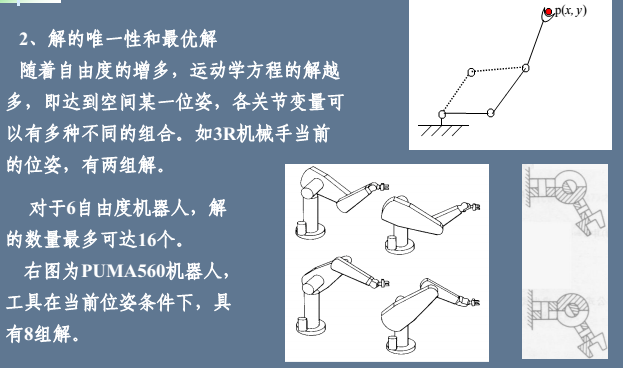 2、解的唯一性和最优解
随着自由度的增多，运动学方程的解越
多，即达到空间某一位姿，各关节变量可
以有多种不同的组合。如3R机械手当前
的位姿，有两组解。
对于6自由度机器人，解
的数量最多可达16个。
右图为PUMA560机器人，
工具在当前位姿条件下，具
有8组解。
p(x, y)